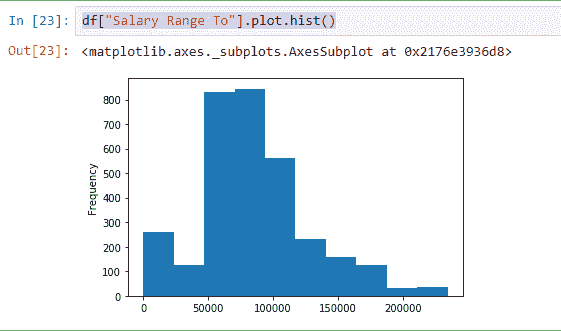 In [23]: df["Salary Range To"].plot.hist()
Out[23]: <matplotlib.axes._subplots.AxesSubplot at 0x2176e3936d8>
800
700
600
500
400
300
200
100
0
Frequency
0 50000 100000 150000 200000